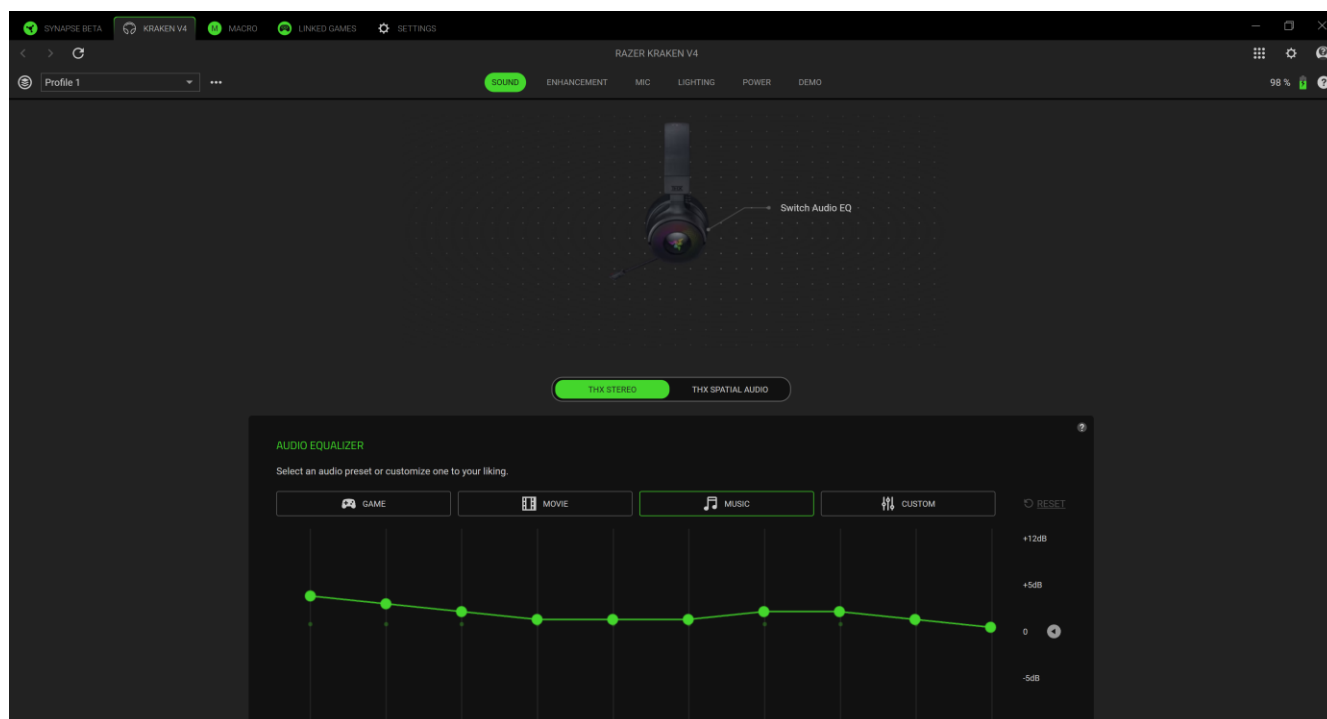 SYNAPSE BETA KRAKEN V4 M MACRO LINKED GAMES SETTINGS
RAZER KRAKEN V4
Profile 1 SOUND ENHANCEMENT MIC LIGHTING POWER DEMO 98 %
Switch Audio EQ
THX STEREO THX SPATIAL AUDIO
AUDIO EQUALIZER
Select an audio preset or customize one to your liking.
GAME MOVIE MUSIC CUSTOM RESET
+12dB
+5dB
0
-5dB